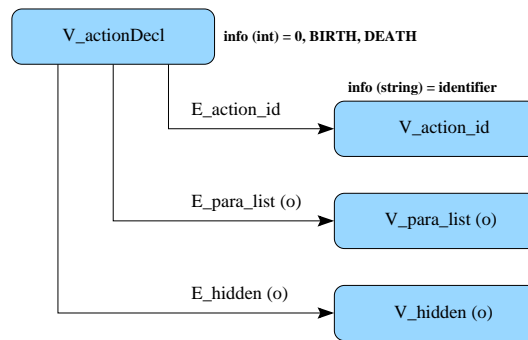 V_actionDecl
info (int) = 0, BIRTH, DEATH
info (string) = identifier
E_action_id
V_action_id
E_para_list (o)
V_para_list (o)
E_hidden (o)
V_hidden (o)